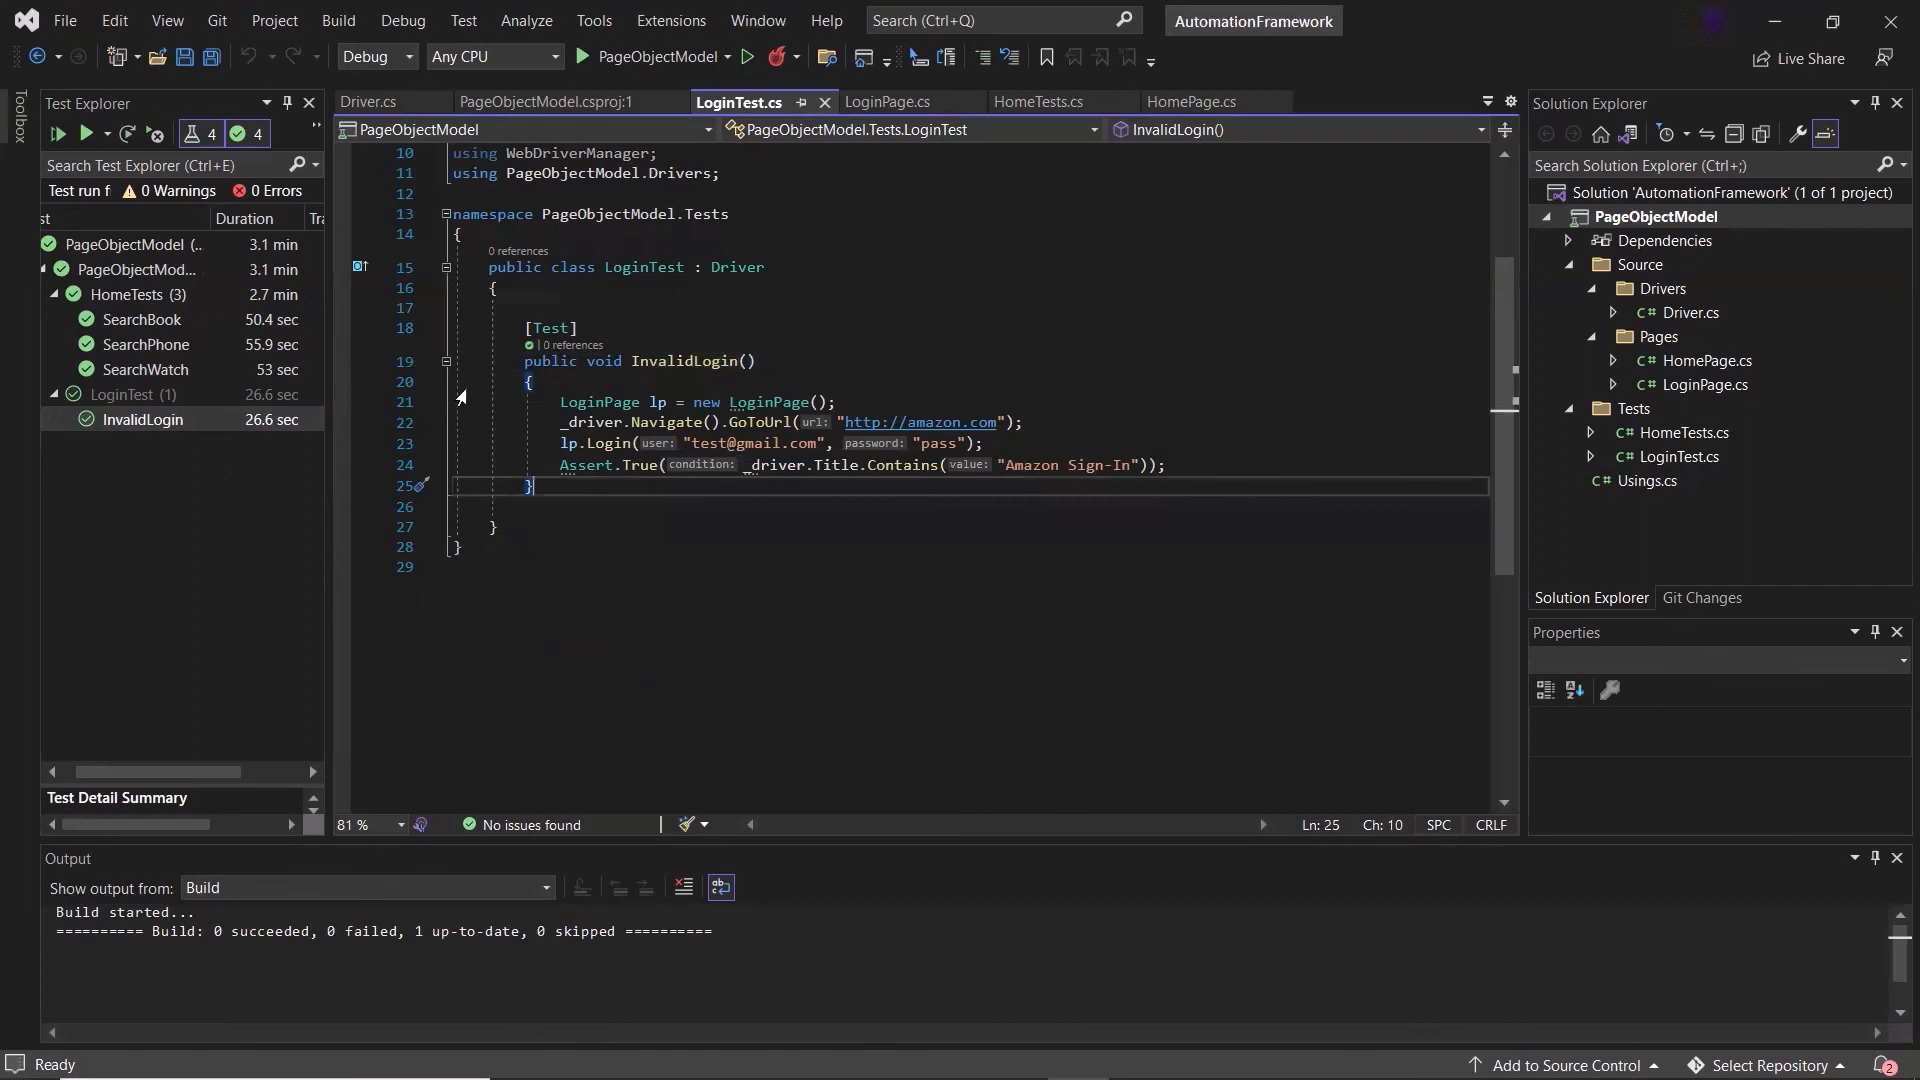 File Edit View Git Project Build Debug Test Analyze Tools Extensions Window Help Search (Ctrl+Q) AutomationFramework
Debug Any CPU PageObjectModel Live Share
Toolbox
Test Explorer
4 4
Search Test Explorer (Ctrl+E)
Test run f 0 Warnings 0 Errors
st Duration Tra
PageObjectModel (.. 3.1 min
PageObjectMod... 3.1 min
HomeTests (3) 2.7 min
SearchBook 50.4 sec
SearchPhone 55.9 sec
SearchWatch 53 sec
LoginTest (1) 26.6 sec
InvalidLogin 26.6 sec
Test Detail Summary
Driver.cs PageObjectModel.csproj:1 LoginTest.cs LoginPage.cs HomeTests.cs HomePage.cs
PageObjectModel PageObjectModel.Tests.LoginTest InvalidLogin()
10 using WebDriverManager;
11 using PageObjectModel.Drivers;
12
13 namespace PageObjectModel.Tests
14 {
0 references
15 public class LoginTest : Driver
16 {
17
18 [Test]
| 0 references
19 public void InvalidLogin()
20 {
21 LoginPage lp = new LoginPage();
22 _driver.Navigate().GoToUrl(url: "http://amazon.com");
23 lp.Login(user: "test@gmail.com", password: "pass");
24 Assert.True(condition: _driver.Title.Contains(value: "Amazon Sign-In"));
25 }
26
27 }
28 }
29
81 % No issues found Ln: 25 Ch: 10 SPC CRLF
Solution Explorer
Search Solution Explorer (Ctrl+;)
Solution 'AutomationFramework' (1 of 1 project)
PageObjectModel
Dependencies
Source
Drivers
C# Driver.cs
Pages
C# HomePage.cs
C# LoginPage.cs
Tests
C# HomeTests.cs
C# LoginTest.cs
C# Usings.cs
Solution Explorer Git Changes
Properties
Output
Show output from: Build
Build started...
========== Build: 0 succeeded, 0 failed, 1 up-to-date, 0 skipped ==========
Ready Add to Source Control Select Repository 2